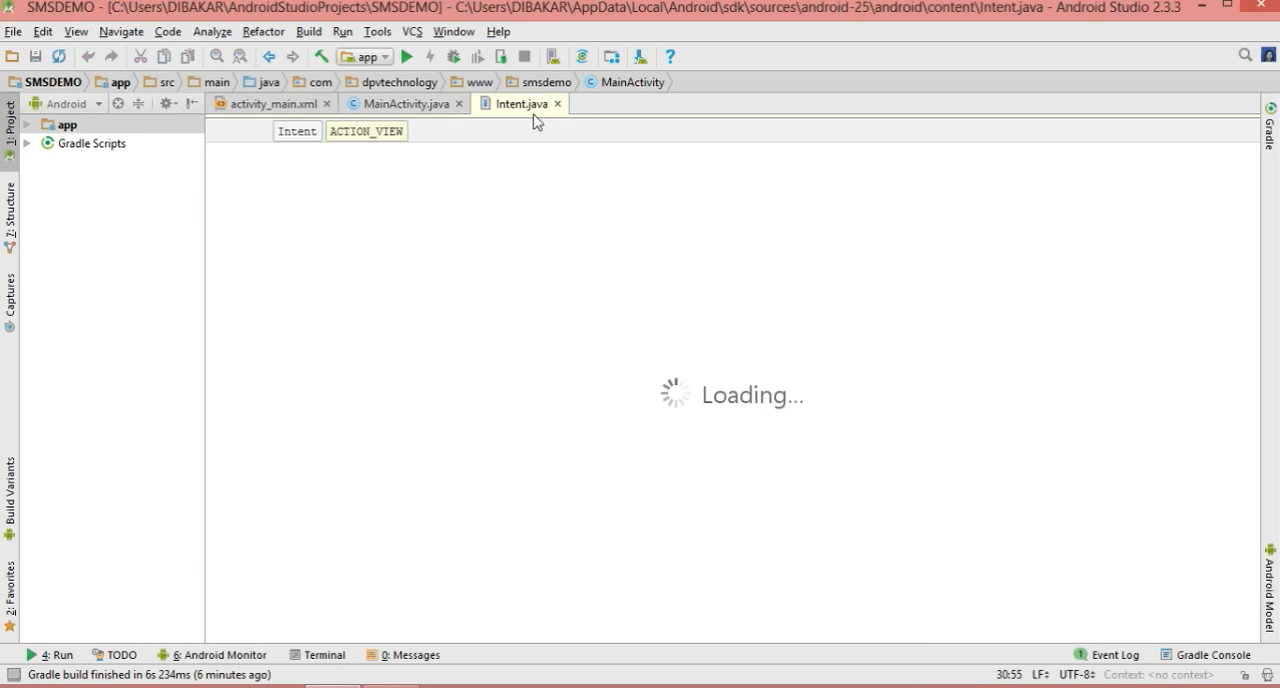 SMSDEMO - [C:\Users\DIBAKAR\AndroidStudioProjects\SMSDEMO] - C:\Users\DIBAKAR\AppData\Local\Android\sdk\sources\android-25\android\content\Intent.java - Android Studio 2.3.3
File Edit View Navigate Code Analyze Refactor Build Run Tools VCS Window Help
app
SMSDEMO app src main java com dpvtechnology www smsdemo MainActivity
Android activity_main.xml MainActivity.java Intent.java
Intent ACTION_VIEW
app
Gradle Scripts
1: Project
7: Structure
Captures
Build Variants
2: Favorites
Loading...
Gradle
Android Model
4: Run TODO 6: Android Monitor Terminal 0: Messages 1 Event Log Gradle Console
Gradle build finished in 6s 234ms (6 minutes ago) 30:55 LF÷ UTF-8÷ Context: <no context>